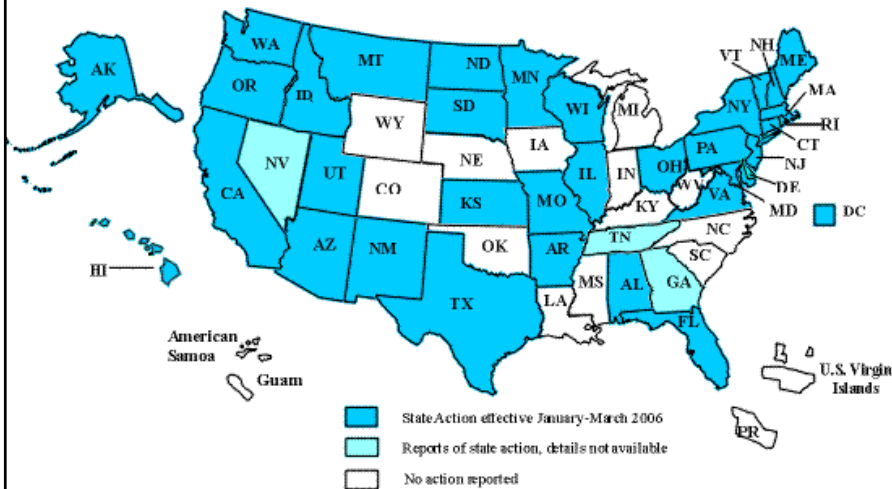 WA
MT
ND
MN
VT
NH
ME
AK
OR
ID
SD
WI
MI
NY
MA
RI
WY
IA
PA
CT
NV
NE
IL
IN
OH
NJ
CA
UT
CO
KS
MO
WV
VA
DE
KY
MD
DC
AZ
NM
OK
AR
TN
NC
SC
HI
TX
LA
MS
AL
GA
FL
American
Samoa
Guam
U.S. Virgin
Islands
PR
State Action effective January-March 2006
Reports of state action, details not available
No action reported